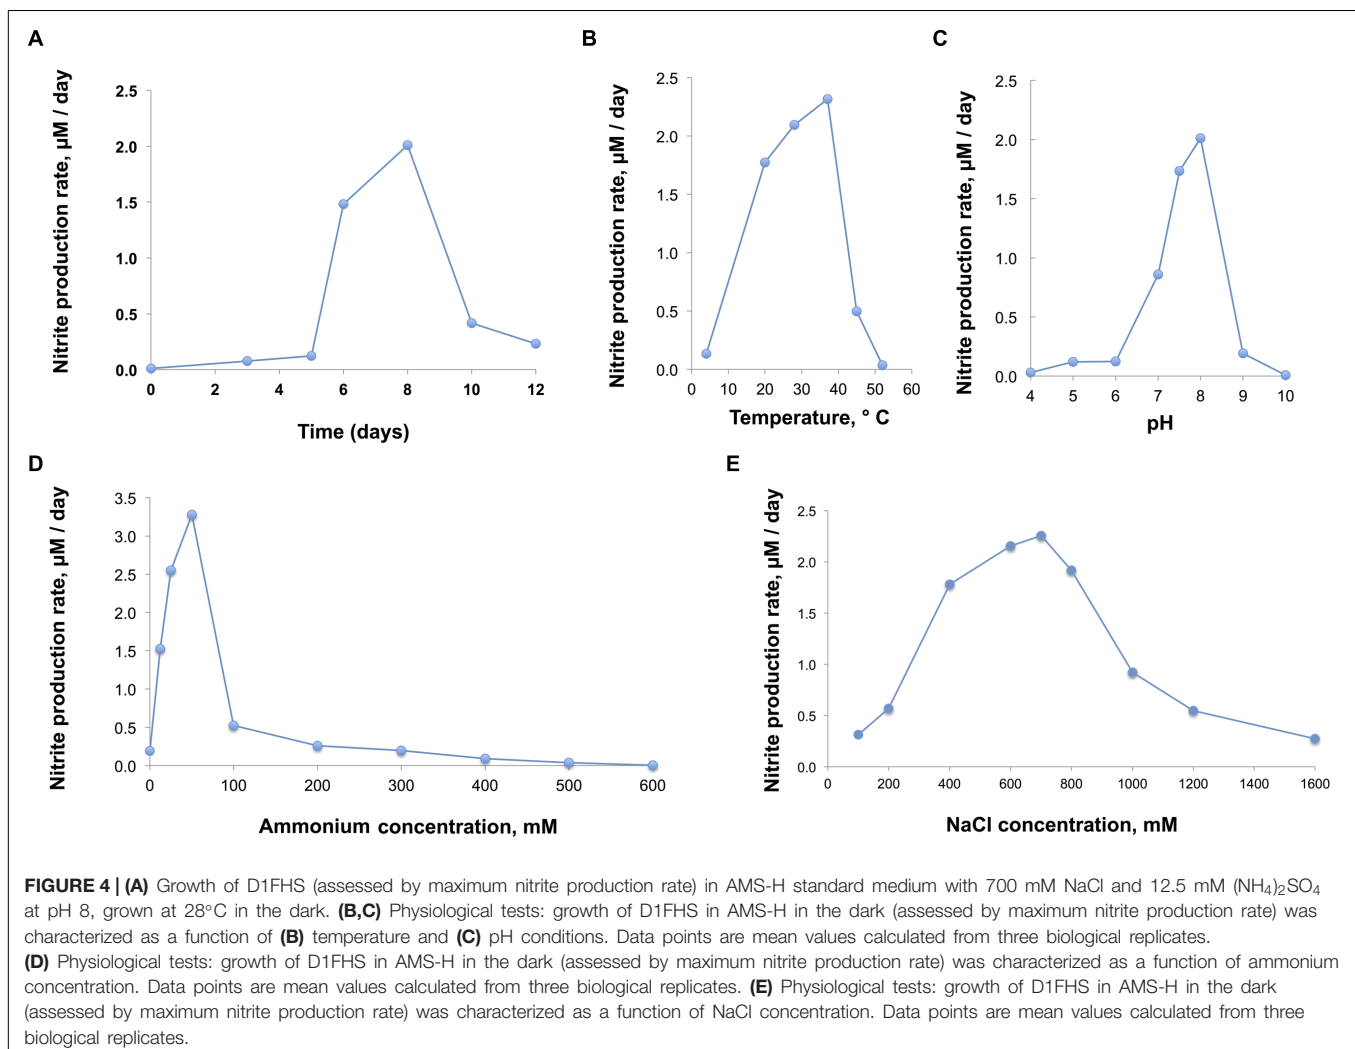 A
Nitrite production rate, µM / day
2.5
2.0
1.5
1.0
0.5
0.0
0 2 4 6 8 10 12
Time (days)
B
Nitrite production rate, µM / day
2.5
2.0
1.5
1.0
0.5
0.0
0 10 20 30 40 50 60
Temperature, ° C
C
Nitrite production rate, µM / day
2.5
2.0
1.5
1.0
0.5
0.0
4 5 6 7 8 9 10
pH
D
Nitrite production rate, µM / day
3.5
3.0
2.5
2.0
1.5
1.0
0.5
0.0
0 100 200 300 400 500 600
Ammonium concentration, mM
E
Nitrite production rate, µM / day
2.5
2.0
1.5
1.0
0.5
0.0
0 200 400 600 800 1000 1200 1400 1600
NaCl concentration, mM
FIGURE 4 | (A) Growth of D1FHS (assessed by maximum nitrite production rate) in AMS-H standard medium with 700 mM NaCl and 12.5 mM (NH₄)₂SO₄
at pH 8, grown at 28°C in the dark. (B,C) Physiological tests: growth of D1FHS in AMS-H in the dark (assessed by maximum nitrite production rate) was
characterized as a function of (B) temperature and (C) pH conditions. Data points are mean values calculated from three biological replicates.
(D) Physiological tests: growth of D1FHS in AMS-H in the dark (assessed by maximum nitrite production rate) was characterized as a function of ammonium
concentration. Data points are mean values calculated from three biological replicates. (E) Physiological tests: growth of D1FHS in AMS-H in the dark
(assessed by maximum nitrite production rate) was characterized as a function of NaCl concentration. Data points are mean values calculated from three
biological replicates.